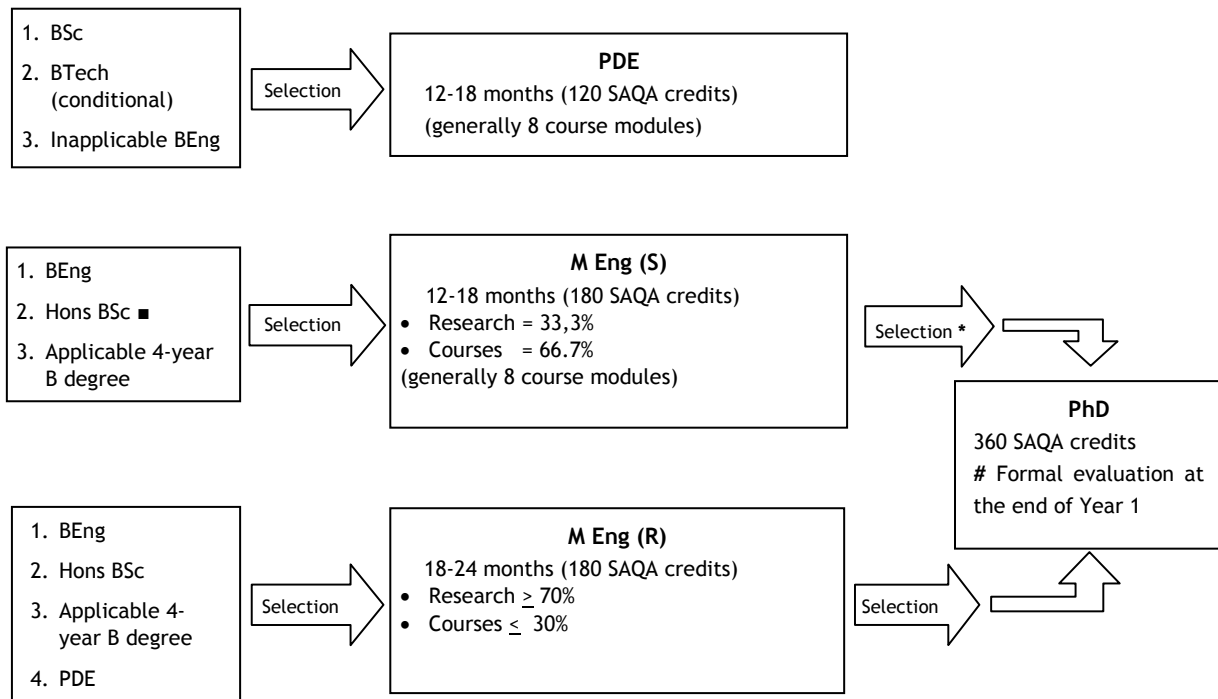 1. BSc
2. BTech
(conditional)
3. Inapplicable BEng
Selection
PDE
12-18 months (120 SAQA credits)
(generally 8 course modules)
1. BEng
2. Hons BSc ■
3. Applicable 4-year
B degree
Selection
M Eng (S)
12-18 months (180 SAQA credits)
• Research = 33,3%
• Courses = 66.7%
(generally 8 course modules)
Selection *
PhD
360 SAQA credits
# Formal evaluation at
the end of Year 1
1. BEng
2. Hons BSc
3. Applicable 4-
year B degree
4. PDE
Selection
M Eng (R)
18-24 months (180 SAQA credits)
• Research ≥ 70%
• Courses ≤ 30%
Selection